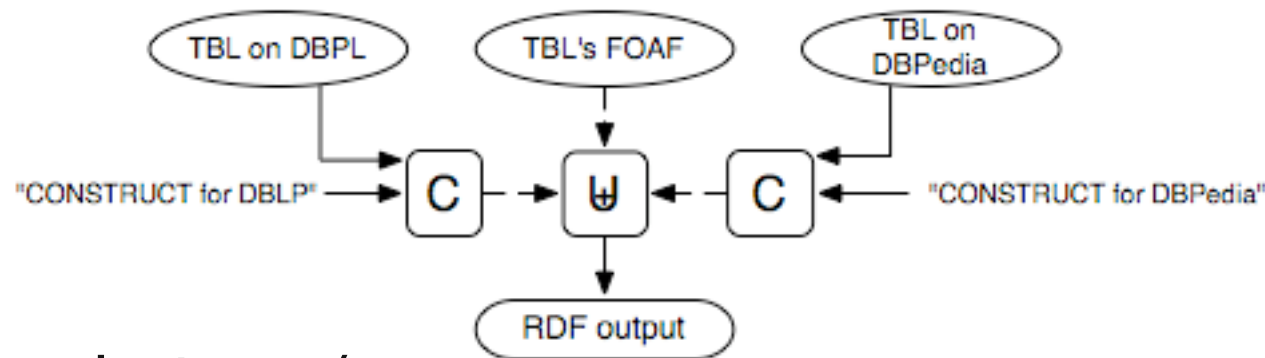 TBL on DBPL
TBL's FOAF
TBL on
DBPedia
"CONSTRUCT for DBLP"
C
⊎
C
"CONSTRUCT for DBPedia"
RDF output